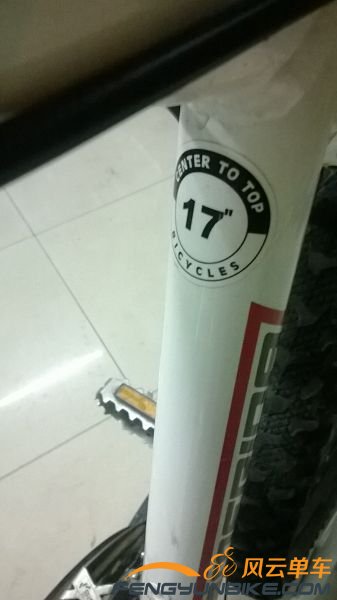 CENTER TO TOP
17"
BICYCLES
风云单车
FENGYUNBIKE.COM